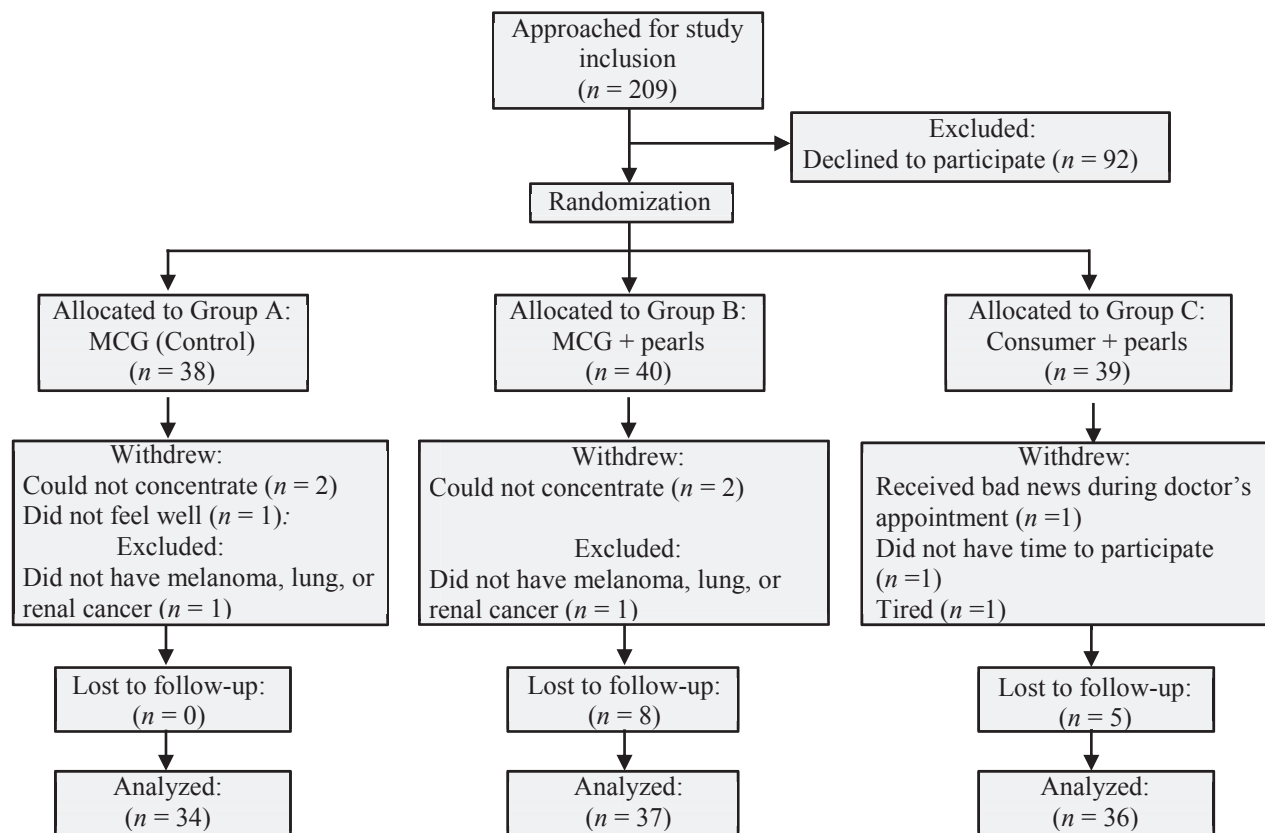 Approached for study
inclusion
(n = 209)
Excluded:
Declined to participate (n = 92)
Randomization
Allocated to Group A:
MCG (Control)
(n = 38)
Allocated to Group B:
MCG + pearls
(n = 40)
Allocated to Group C:
Consumer + pearls
(n = 39)
Withdrew:
Could not concentrate (n = 2)
Did not feel well (n = 1):
Excluded:
Did not have melanoma, lung, or
renal cancer (n = 1)
Withdrew:
Could not concentrate (n = 2)
Excluded:
Did not have melanoma, lung, or
renal cancer (n = 1)
Withdrew:
Received bad news during doctor’s
appointment (n =1)
Did not have time to participate
(n =1)
Tired (n =1)
Lost to follow-up:
(n = 0)
Lost to follow-up:
(n = 8)
Lost to follow-up:
(n = 5)
Analyzed:
(n = 34)
Analyzed:
(n = 37)
Analyzed:
(n = 36)